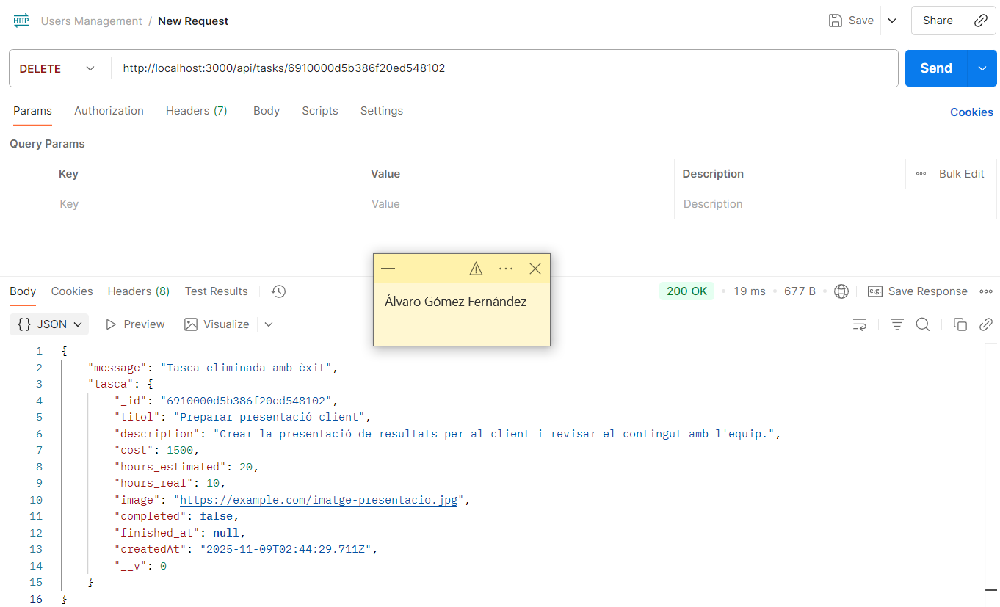 HTTP Users Management / New Request Save Share
DELETE http://localhost:3000/api/tasks/6910000d5b386f20ed548102 Send
Params Authorization Headers (7) Body Scripts Settings Cookies
Query Params
Key Value Description Bulk Edit
Key Value Description
Álvaro Gómez Fernández
Body Cookies Headers (8) Test Results 200 OK • 19 ms • 677 B • e.g. Save Response
{} JSON Preview Visualize
1 {
2 "message": "Tasca eliminada amb èxit",
3 "tasca": {
4 "_id": "6910000d5b386f20ed548102",
5 "titol": "Preparar presentació client",
6 "description": "Crear la presentació de resultats per al client i revisar el contingut amb l'equip.",
7 "cost": 1500,
8 "hours_estimated": 20,
9 "hours_real": 10,
10 "image": "https://example.com/imatge-presentacio.jpg",
11 "completed": false,
12 "finished_at": null,
13 "createdAt": "2025-11-09T02:44:29.711Z",
14 "__v": 0
15 }
16 }